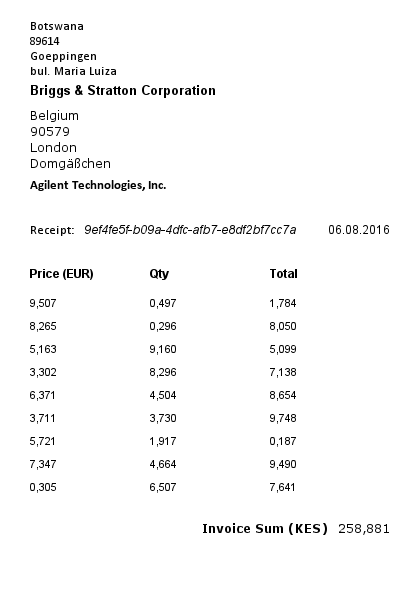 Botswana
89614
Goeppingen
bul. Maria Luiza
Briggs & Stratton Corporation
Belgium
90579
London
Domgäßchen
Agilent Technologies, Inc.
Receipt: 9ef4fe5f-b09a-4dfc-afb7-e8df2bf7cc7a 06.08.2016
Price (EUR) Qty Total
9,507 0,497 1,784
8,265 0,296 8,050
5,163 9,160 5,099
3,302 8,296 7,138
6,371 4,504 8,654
3,711 3,730 9,748
5,721 1,917 0,187
7,347 4,664 9,490
0,305 6,507 7,641
Invoice Sum (KES) 258,881